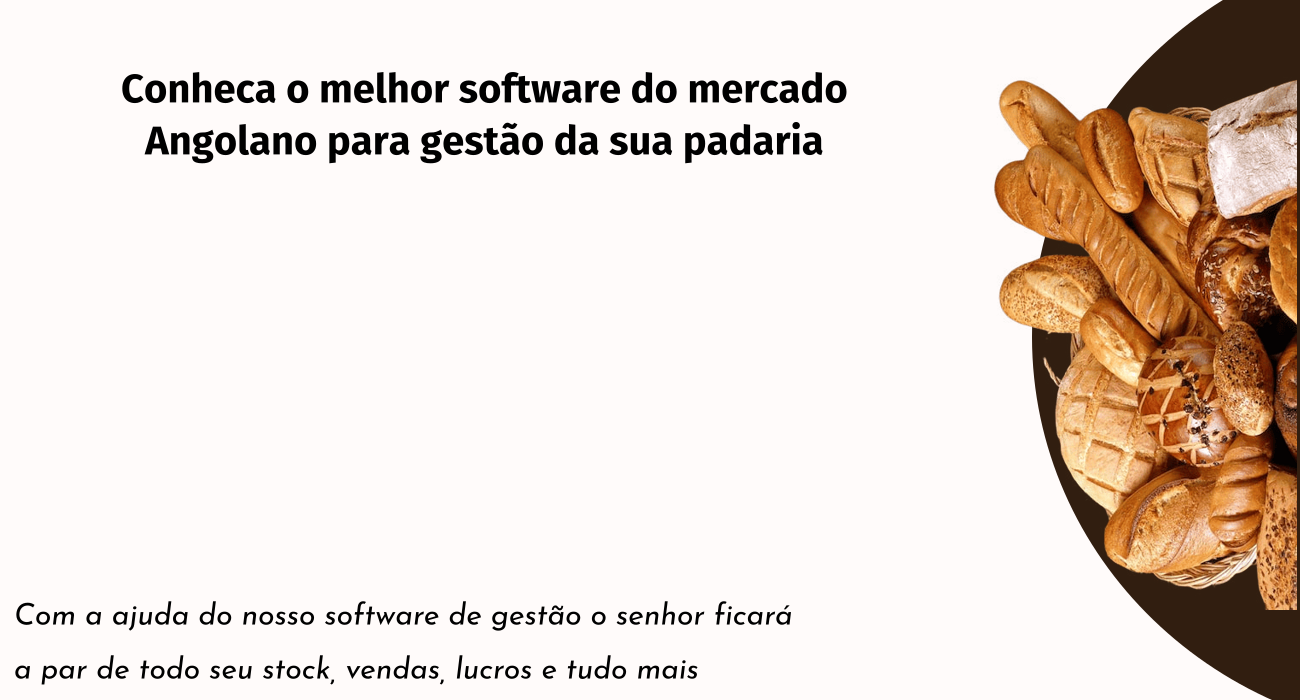 Conheca o melhor software do mercado
Angolano para gestão da sua padaria
Com a ajuda do nosso software de gestão o senhor ficará
a par de todo seu stock, vendas, lucros e tudo mais